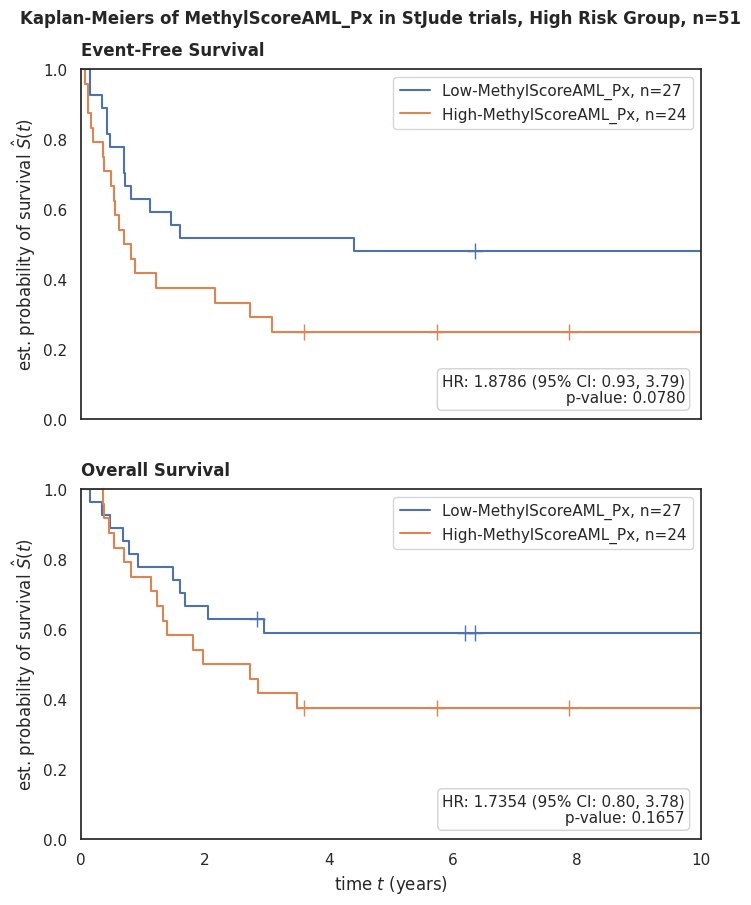 Kaplan-Meiers of MethylScoreAML_Px in StJude trials, High Risk Group, n=51
Event-Free Survival
1.0
0.8
0.6
0.4
0.2
0.0
est. probability of survival Ŝ(t)
Low-MethylScoreAML_Px, n=27
High-MethylScoreAML_Px, n=24
HR: 1.8786 (95% CI: 0.93, 3.79)
p-value: 0.0780
Overall Survival
1.0
0.8
0.6
0.4
0.2
0.0
est. probability of survival Ŝ(t)
Low-MethylScoreAML_Px, n=27
High-MethylScoreAML_Px, n=24
HR: 1.7354 (95% CI: 0.80, 3.78)
p-value: 0.1657
0 2 4 6 8 10
time t (years)